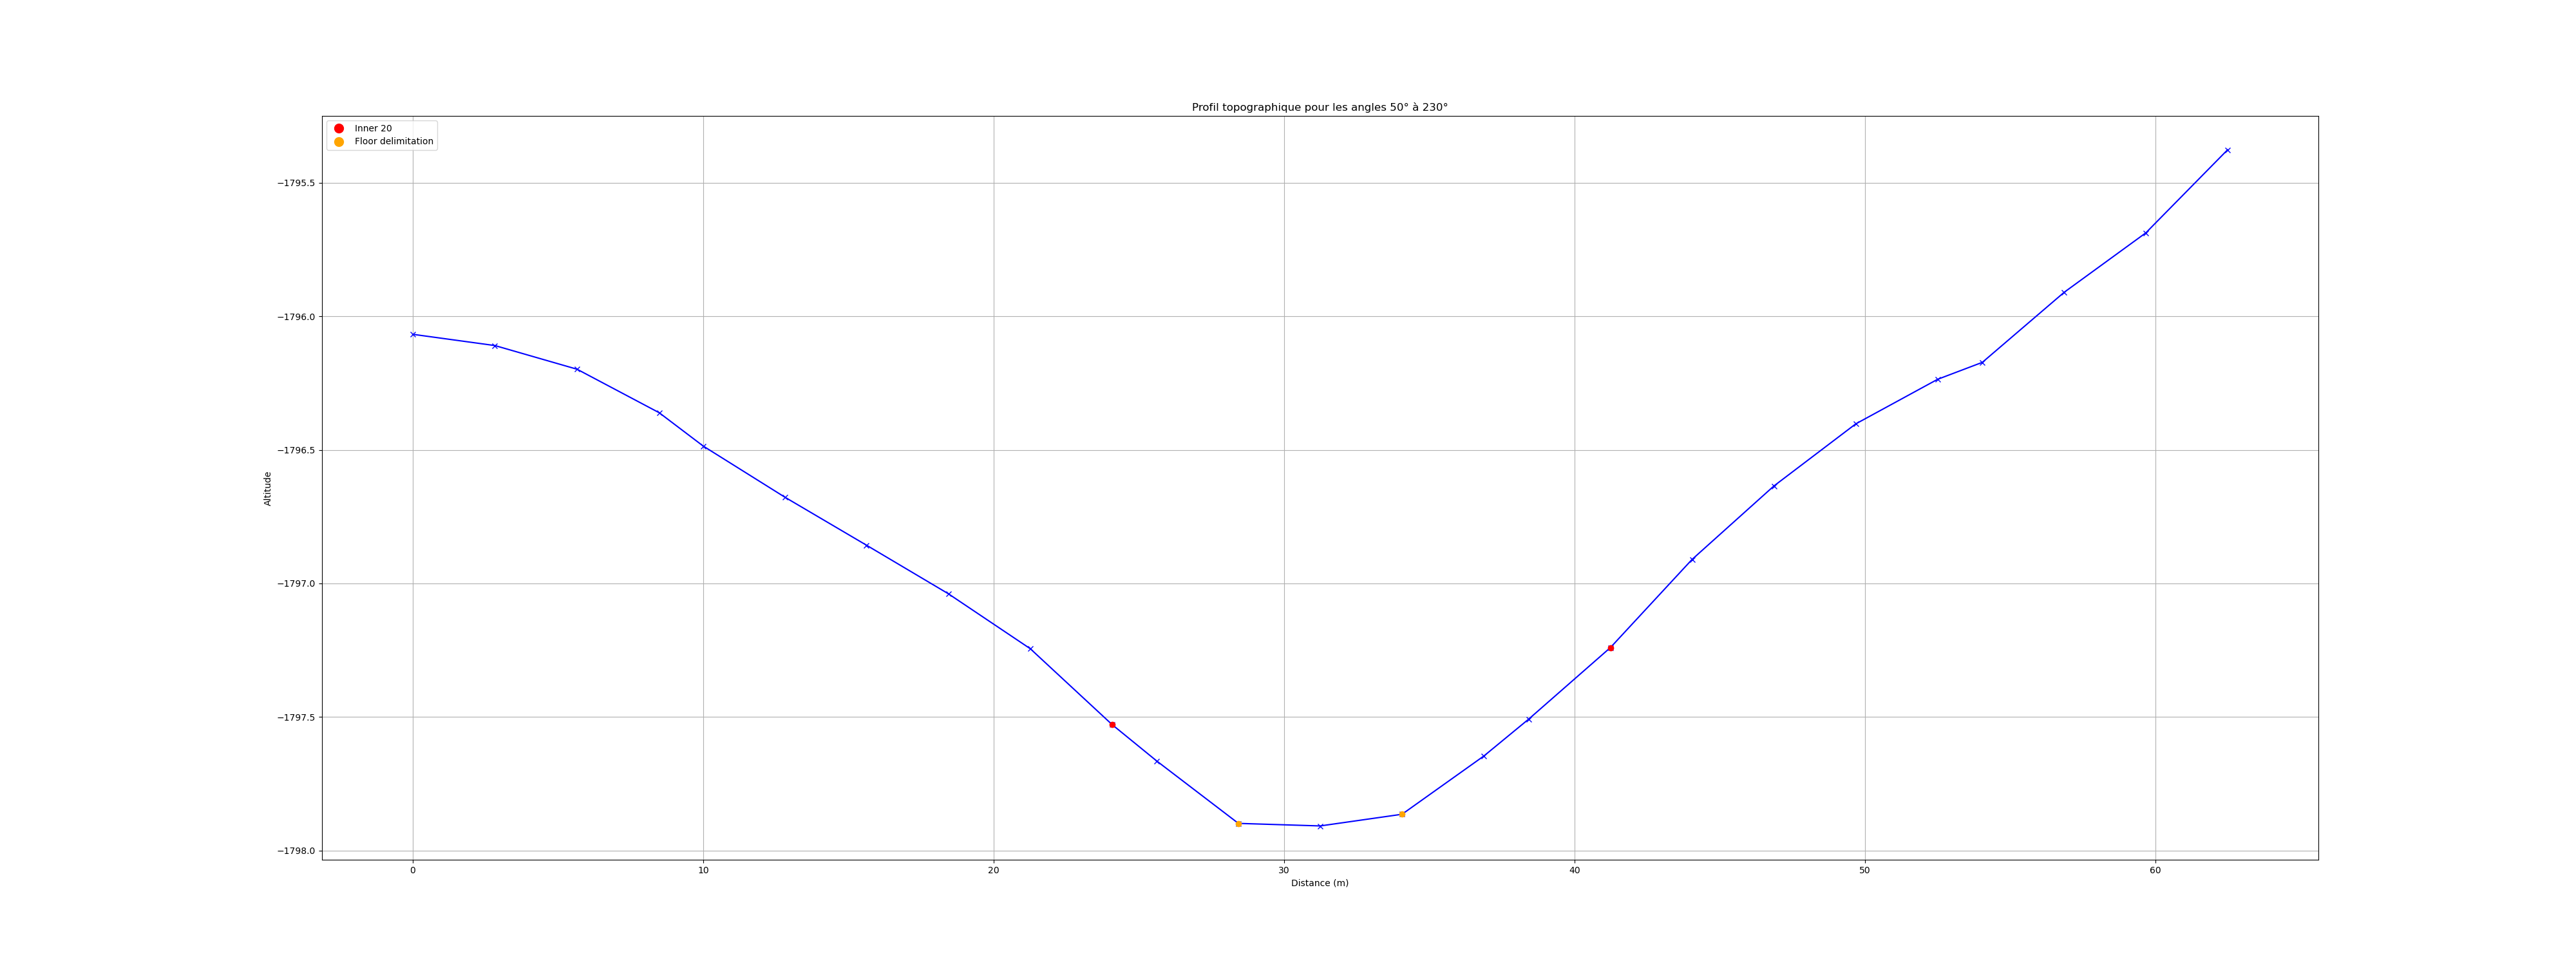 Profil topographique pour les angles 50° à 230°
Inner 20
Floor delimitation
−1795.5
−1796.0
−1796.5
−1797.0
−1797.5
−1798.0
Altitude
0 10 20 30 40 50 60
Distance (m)